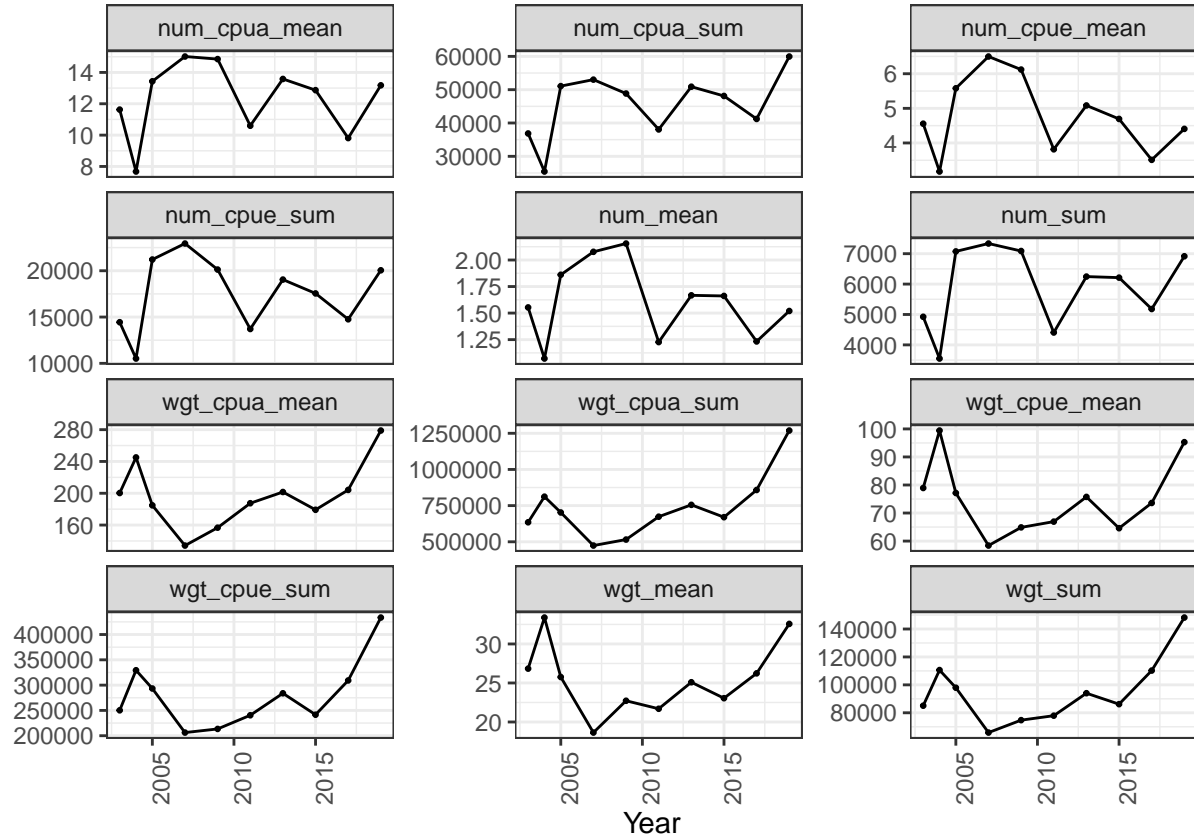 num_cpua_mean num_cpua_sum num_cpue_mean
14 60000 6
12 50000 5
10 40000 4
8 30000
num_cpue_sum num_mean num_sum
20000 2.00 7000
15000 1.75 6000
10000 1.50 5000
1.25 4000
wgt_cpua_mean wgt_cpua_sum wgt_cpue_mean
280 1250000 100
240 1000000 90
200 750000 80
160 500000 70
60
wgt_cpue_sum wgt_mean wgt_sum
400000 30 140000
350000 25 120000
300000 20 100000
250000 80000
200000
2005 2010 2015 2005 2010 2015 2005 2010 2015
Year